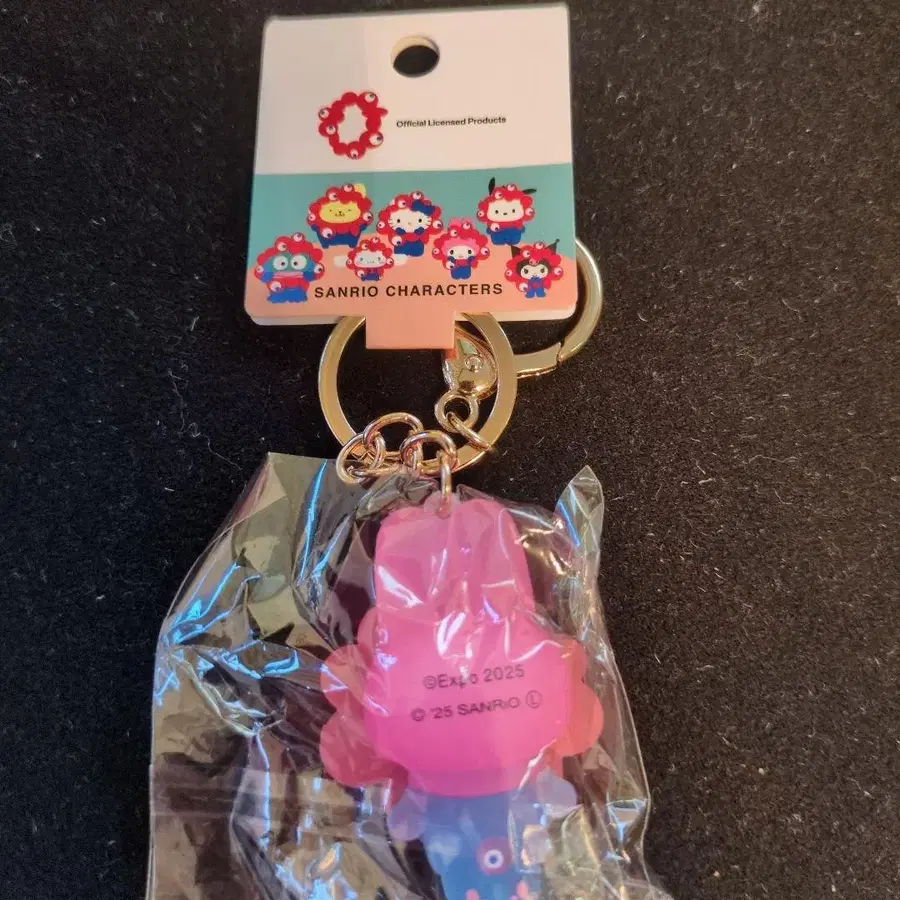 Official Licensed Products
SANRIO CHARACTERS
©Expo 2025
© '25 SANRIO Ⓛ